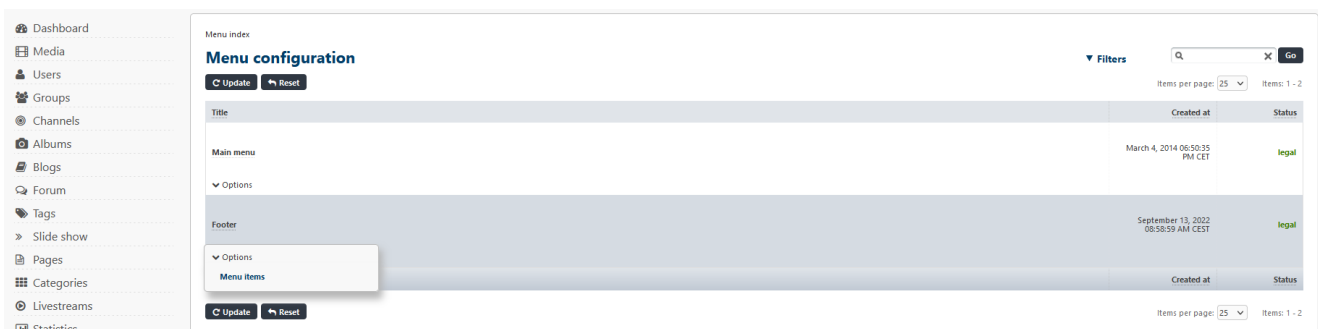 Dashboard
Media
Users
Groups
Channels
Albums
Blogs
Forum
Tags
Slide show
Pages
Categories
Livestreams
Statistics
Menu index
Menu configuration
Filters
Go
Update Reset
Items per page: 25 Items: 1 - 2
Title Created at Status
Main menu March 4, 2014 06:50:35
PM CET legal
Options
Footer September 13, 2022
08:58:59 AM CEST legal
Options
Menu items
Created at Status
Update Reset
Items per page: 25 Items: 1 - 2